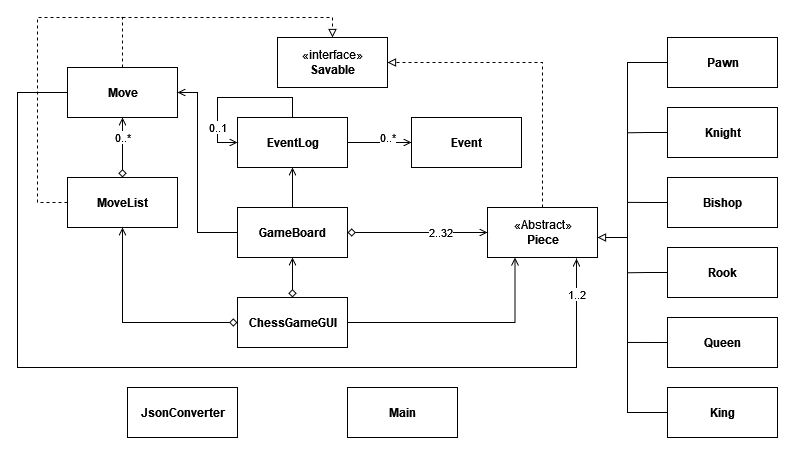 «interface»
Savable
Pawn
Move
0..1
0..*
EventLog
0..*
Event
Knight
MoveList
Bishop
GameBoard
2..32
«Abstract»
Piece
Rook
1..2
ChessGameGUI
Queen
JsonConverter
Main
King